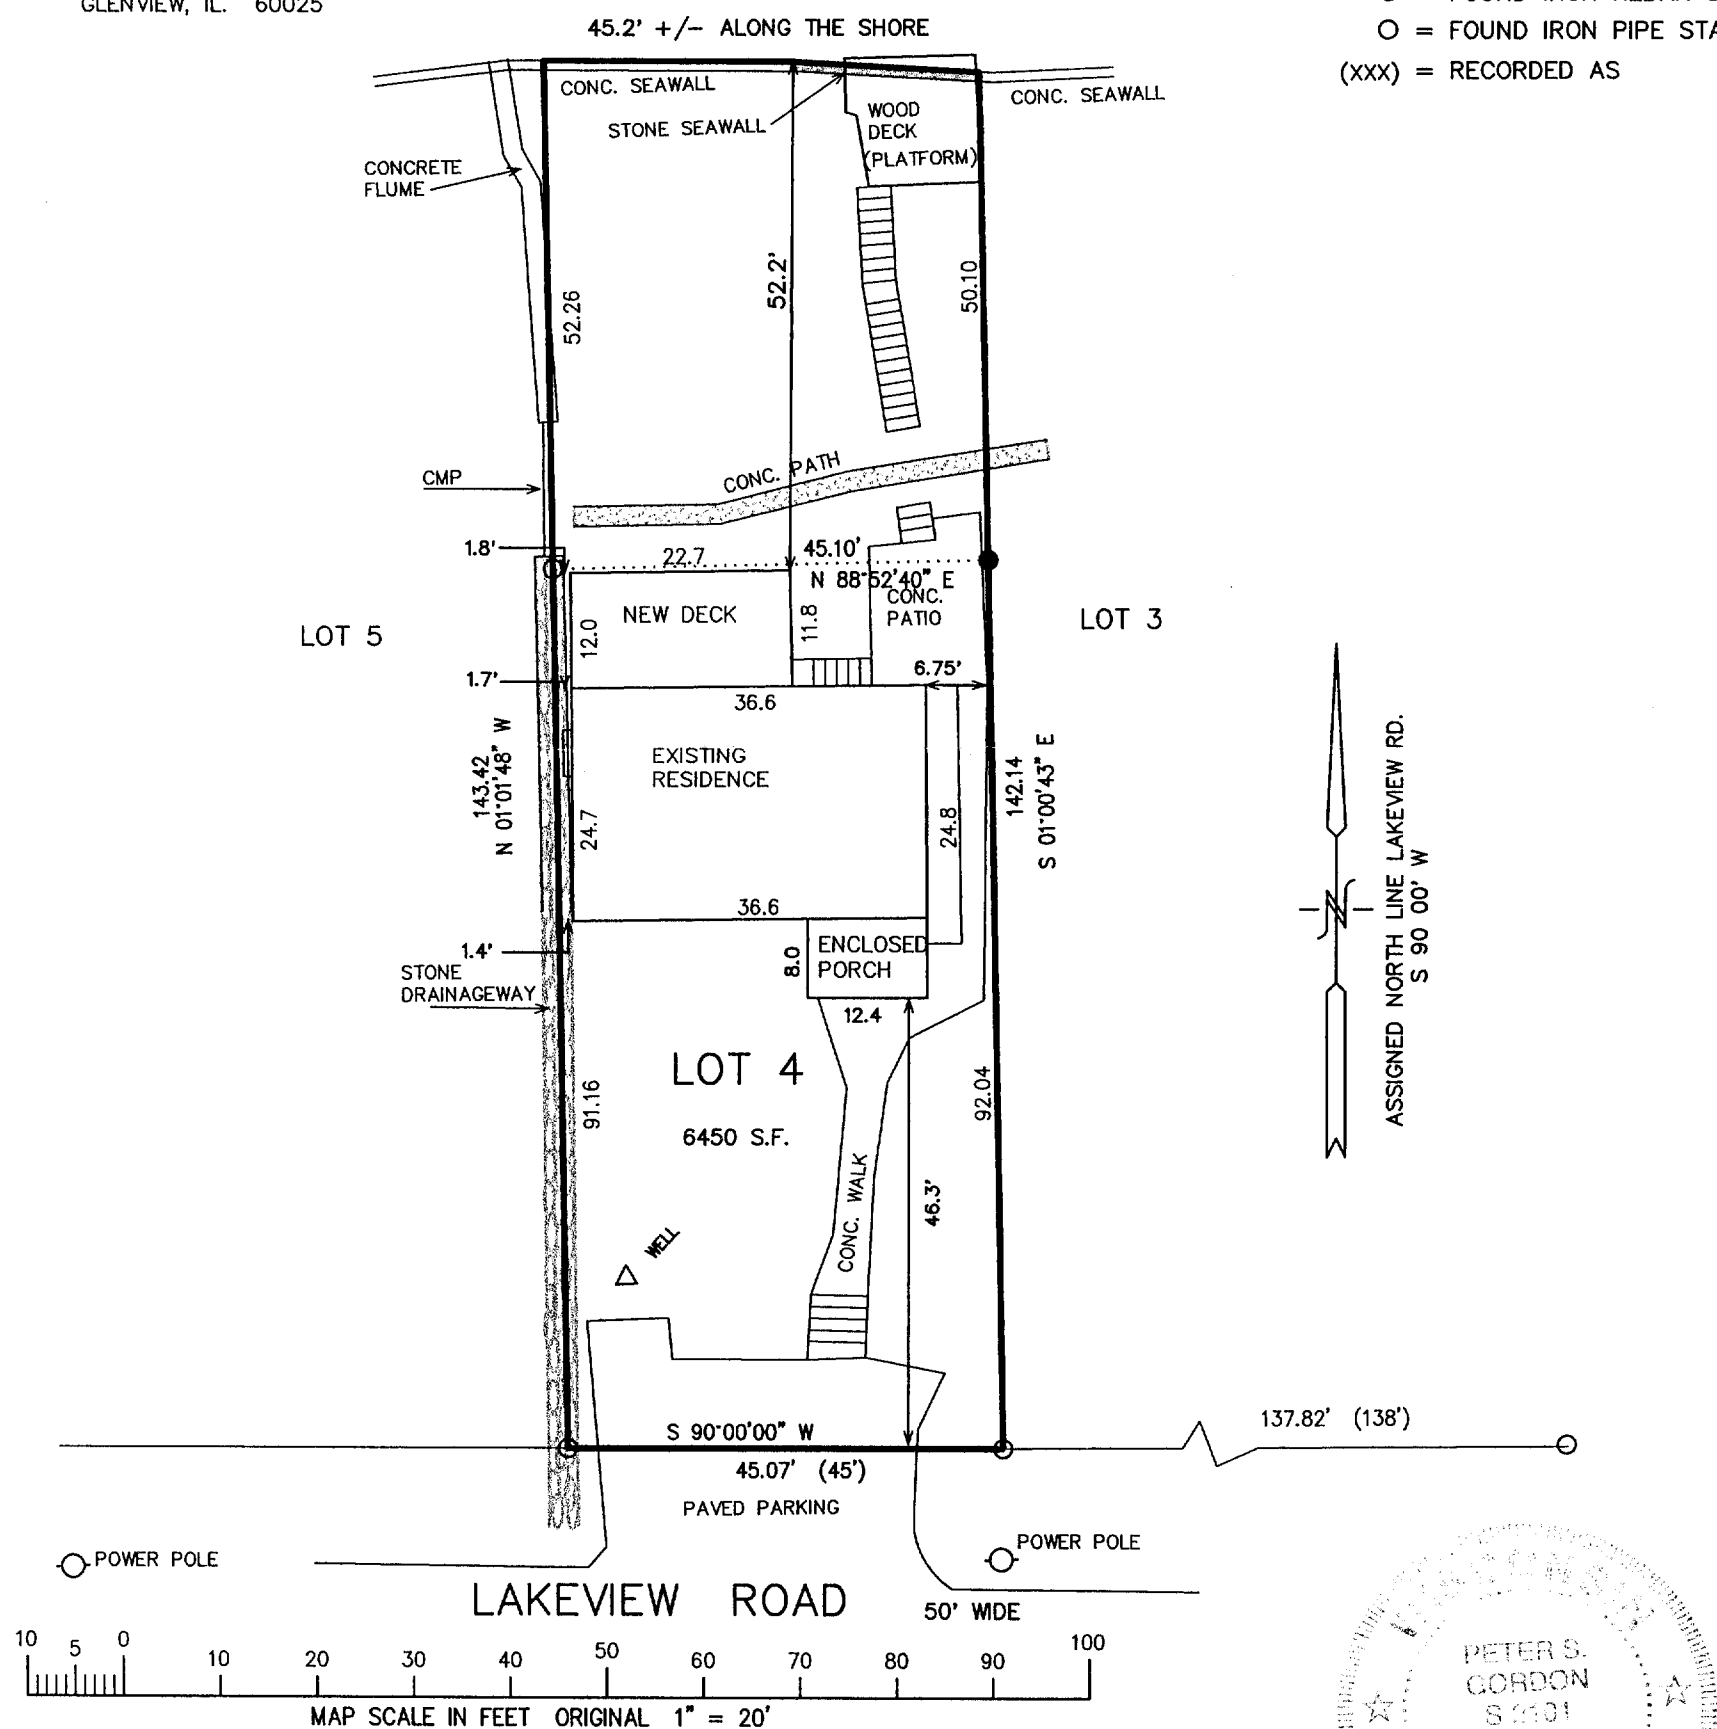 GLENVIEW, IL. 60025
45.2' +/- ALONG THE SHORE
O = FOUND IRON PIPE STA
(XXX) = RECORDED AS
CONC. SEAWALL
CONC. SEAWALL
STONE SEAWALL
WOOD
DECK
(PLATFORM)
CONCRETE
FLUME
52.26
52.2'
50.10
CMP
CONC. PATH
1.8'
22.7
45.10'
N 88°52'40" E
CONC.
PATIO
NEW DECK
12.0
11.8
LOT 5
LOT 3
1.7'
6.75'
36.6
EXISTING
RESIDENCE
143.42
N 01°01'48" W
24.7
24.8
142.14
S 01°00'43" E
ASSIGNED NORTH LINE LAKEVIEW RD.
S 90 00' W
N
36.6
1.4'
ENCLOSED
PORCH
8.0
12.4
STONE
DRAINAGEWAY
LOT 4
6450 S.F.
91.16
92.04
CONC. WALK
46.3'
WELL
S 90°00'00" W
45.07' (45')
137.82' (138')
PAVED PARKING
POWER POLE
POWER POLE
LAKEVIEW ROAD
50' WIDE
10 5 0 10 20 30 40 50 60 70 80 90 100
MAP SCALE IN FEET ORIGINAL 1" = 20'
PETER S.
GORDON